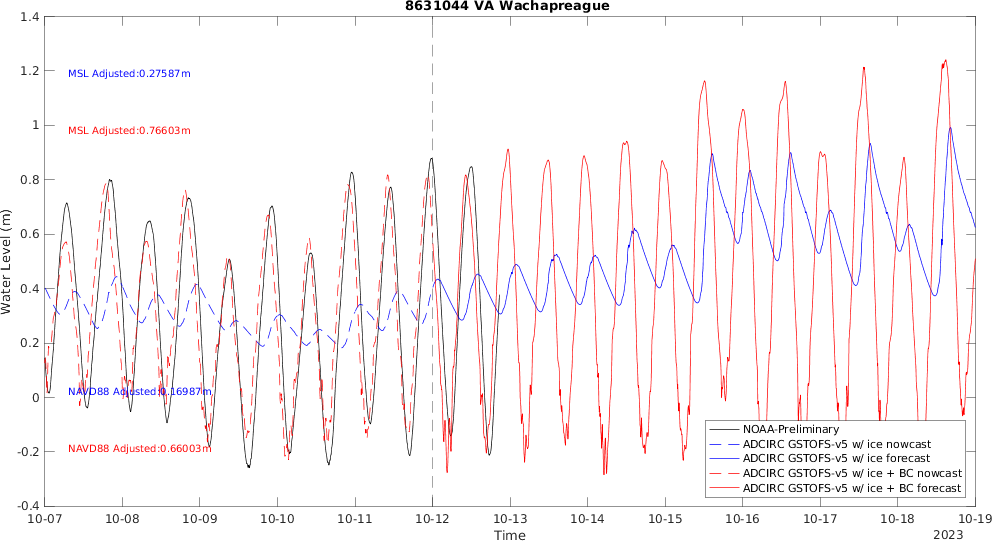 8631044 VA Wachapreague
1.4
1.2
1
0.8
0.6
0.4
0.2
0
-0.2
-0.4
Water Level (m)
MSL Adjusted:0.27587m
MSL Adjusted:0.76603m
NAVD88 Adjusted:0.16987m
NAVD88 Adjusted:0.66003m
NOAA-Preliminary
ADCIRC GSTOFS-v5 w/ ice nowcast
ADCIRC GSTOFS-v5 w/ ice forecast
ADCIRC GSTOFS-v5 w/ ice + BC nowcast
ADCIRC GSTOFS-v5 w/ ice + BC forecast
10-07 10-08 10-09 10-10 10-11 10-12 10-13 10-14 10-15 10-16 10-17 10-18 10-19
Time
2023